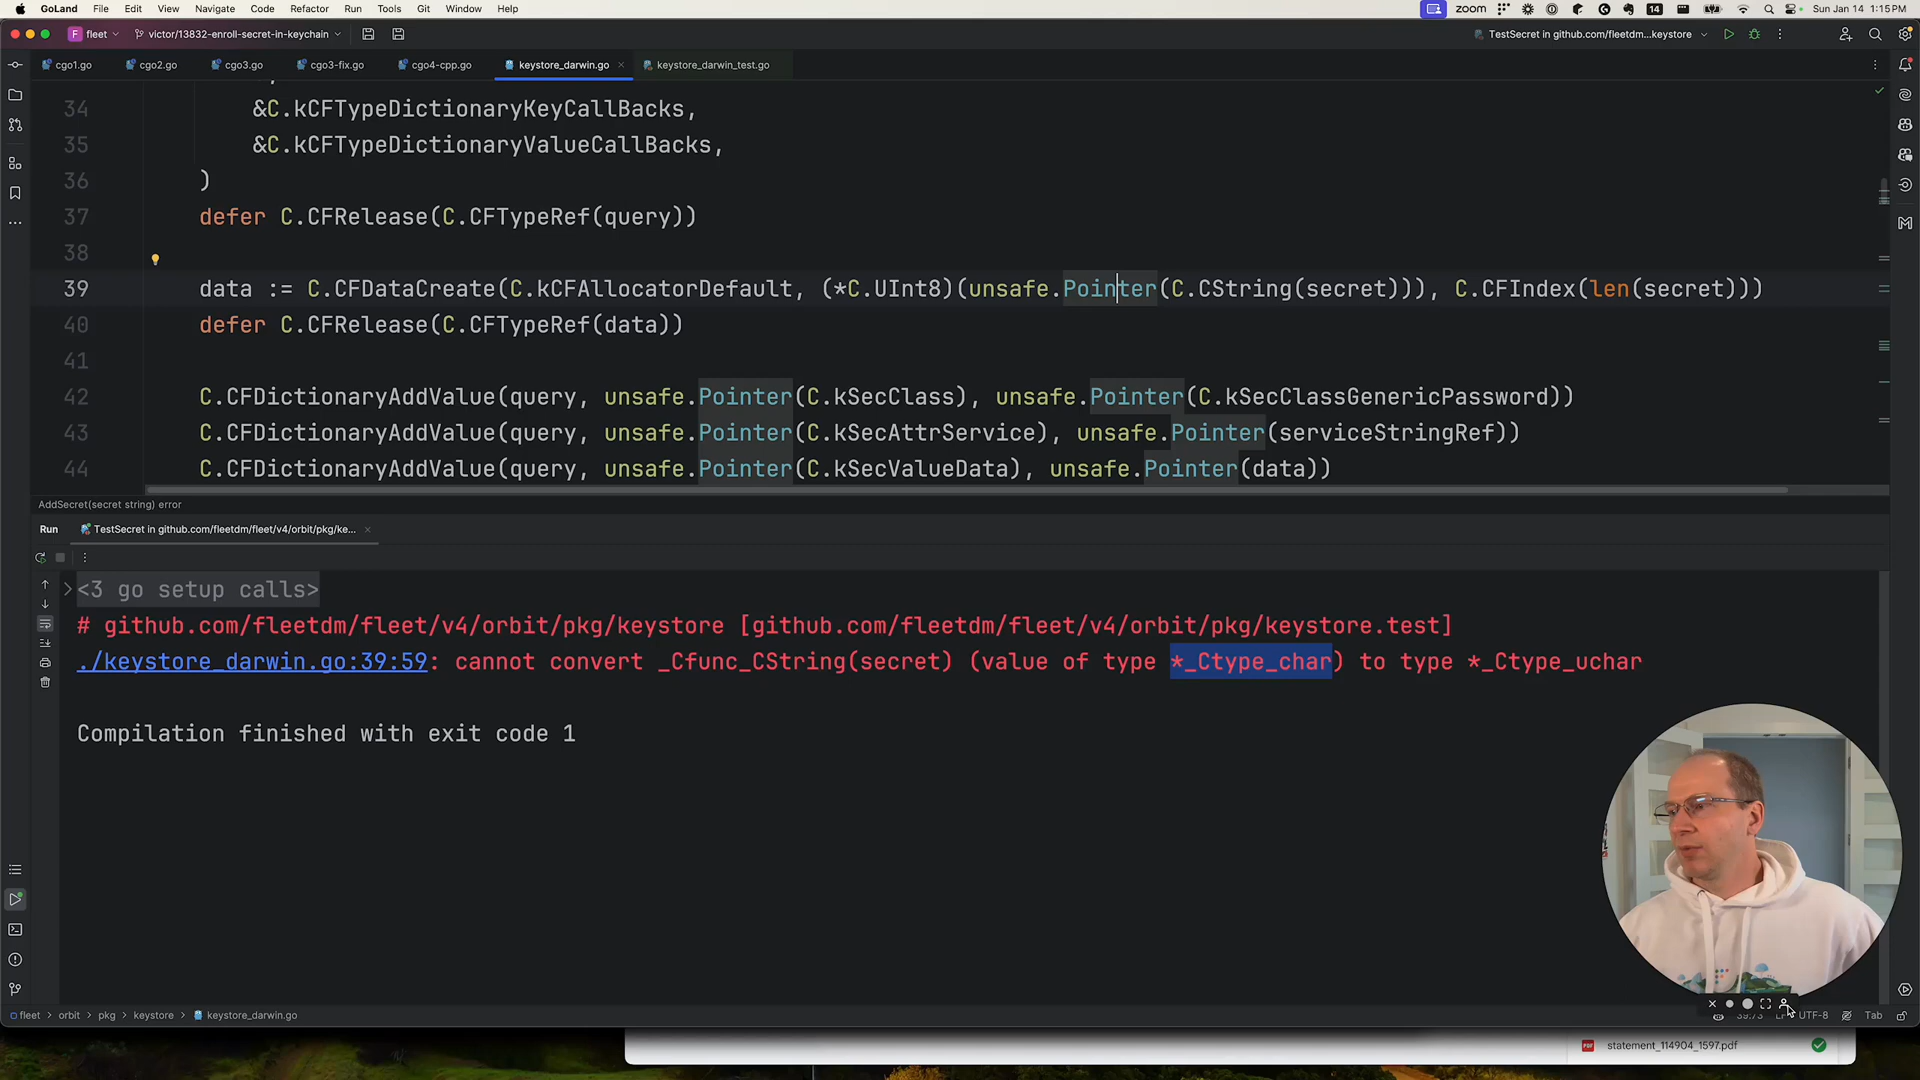 GoLand File Edit View Navigate Code Refactor Run Tools Git Window Help
zoom 14 Sun Jan 14 1:15PM
F fleet victor/13832-enroll-secret-in-keychain
TestSecret in github.com/fleetdm...keystore
cgo1.go cgo2.go cgo3.go cgo3-fix.go cgo4-cpp.go keystore_darwin.go keystore_darwin_test.go
34 &C.kCFTypeDictionaryKeyCallBacks,
35 &C.kCFTypeDictionaryValueCallBacks,
36 )
37 defer C.CFRelease(C.CFTypeRef(query))
38
39 data := C.CFDataCreate(C.kCFAllocatorDefault, (*C.UInt8)(unsafe.Pointer(C.CString(secret))), C.CFIndex(len(secret)))
40 defer C.CFRelease(C.CFTypeRef(data))
41
42 C.CFDictionaryAddValue(query, unsafe.Pointer(C.kSecClass), unsafe.Pointer(C.kSecClassGenericPassword))
43 C.CFDictionaryAddValue(query, unsafe.Pointer(C.kSecAttrService), unsafe.Pointer(serviceStringRef))
44 C.CFDictionaryAddValue(query, unsafe.Pointer(C.kSecValueData), unsafe.Pointer(data))
AddSecret(secret string) error
Run TestSecret in github.com/fleetdm/fleet/v4/orbit/pkg/ke...
<3 go setup calls>
# github.com/fleetdm/fleet/v4/orbit/pkg/keystore [github.com/fleetdm/fleet/v4/orbit/pkg/keystore.test]
./keystore_darwin.go:39:59: cannot convert _Cfunc_CString(secret) (value of type *_Ctype_char) to type *_Ctype_uchar
Compilation finished with exit code 1
fleet orbit pkg keystore keystore_darwin.go
39:73 LF UTF-8 Tab
PDF statement_114904_1597.pdf